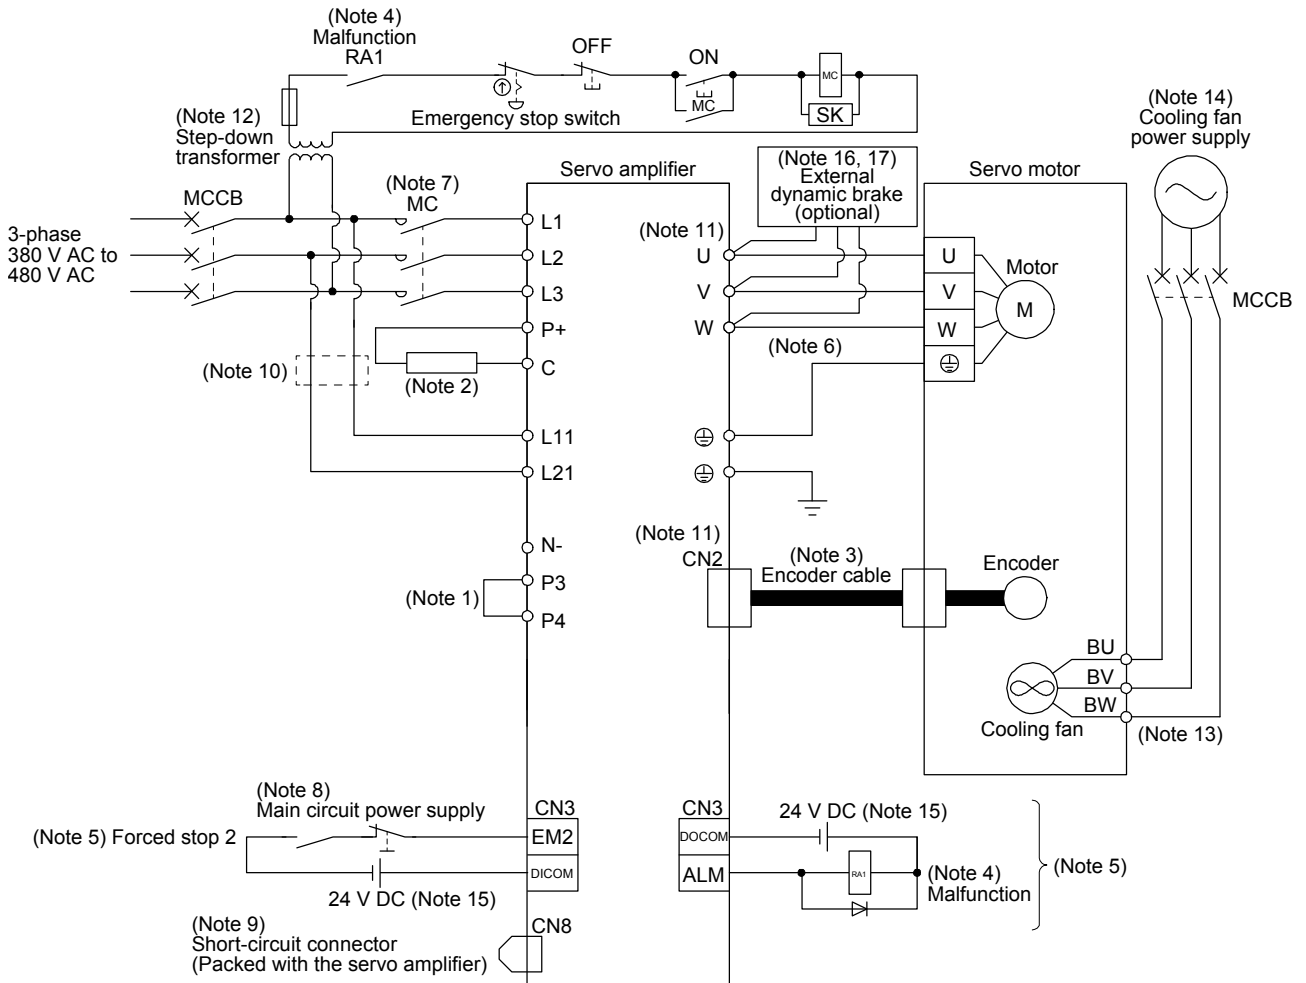 (Note 4)
Malfunction
RA1
OFF
ON
MC
MC
SK
Emergency stop switch
(Note 12)
Step-down
transformer
(Note 14)
Cooling fan
power supply
MCCB
(Note 7)
MC
Servo amplifier
(Note 16, 17)
External
dynamic brake
(optional)
Servo motor
3-phase
380 V AC to
480 V AC
L1
L2
L3
P+
C
(Note 11)
U
V
W
U
V
W
Motor
M
MCCB
(Note 10)
(Note 2)
(Note 6)
L11
L21
N-
P3
P4
(Note 1)
(Note 11)
CN2
(Note 3)
Encoder cable
Encoder
BU
BV
BW
Cooling fan
(Note 13)
(Note 8)
Main circuit power supply
(Note 5) Forced stop 2
24 V DC (Note 15)
CN3
EM2
DICOM
CN3
DOCOM
ALM
24 V DC (Note 15)
RA1
(Note 4)
Malfunction
(Note 5)
(Note 9)
Short-circuit connector
(Packed with the servo amplifier)
CN8